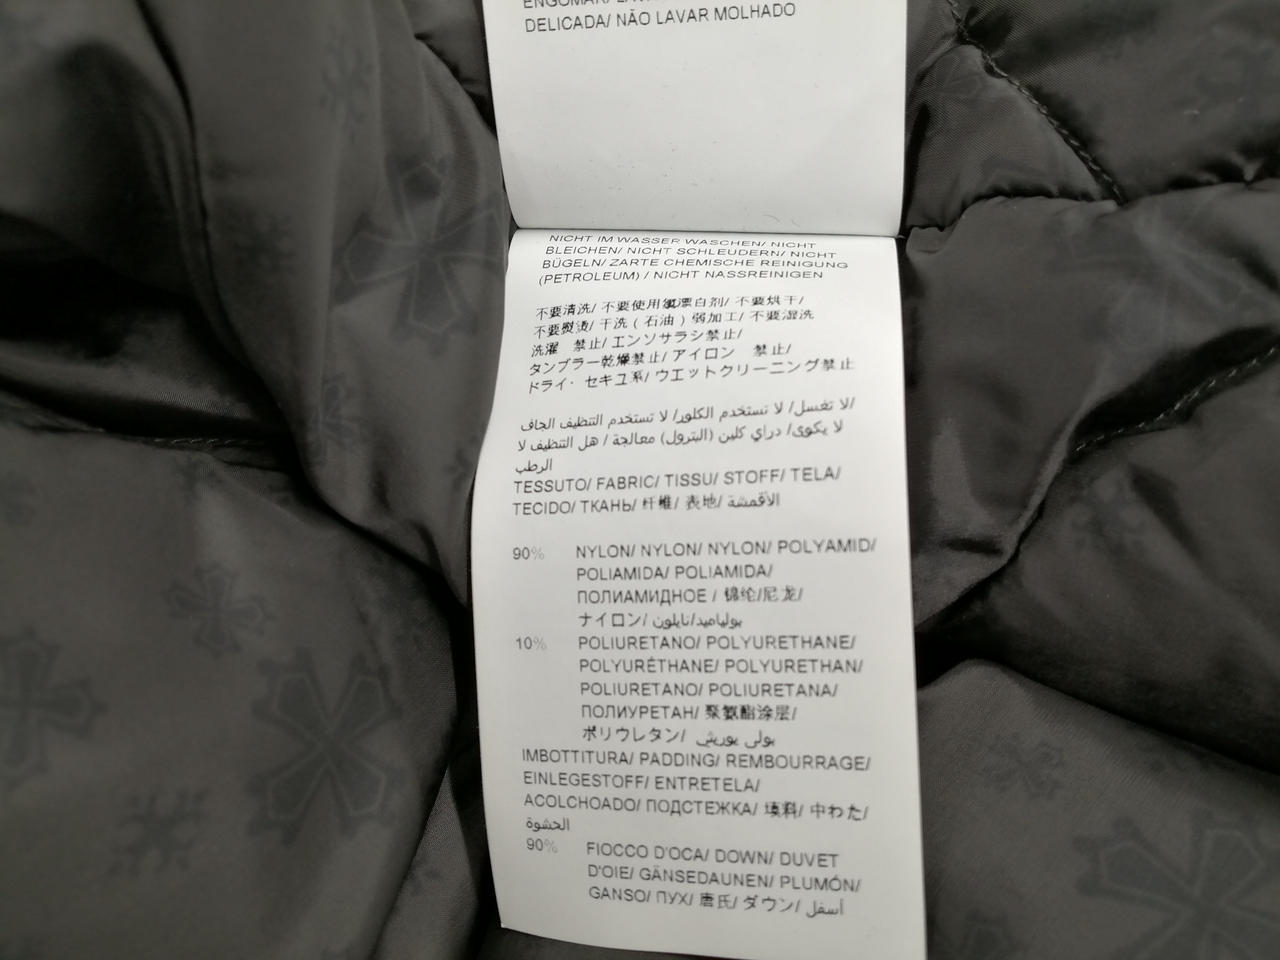 DELICADA/ NÃO LAVAR MOLHADO
NICHT IM WASSER WASCHEN/ NICHT
BLEICHEN/ NICHT SCHLEUDERN/ NICHT
BÜGELN/ ZARTE CHEMISCHE REINIGUNG
(PETROLEUM) / NICHT NASSREINIGEN
不要清洗/ 不要使用氯漂白剂/ 不要烘干/
不要熨烫/ 干洗 ( 石油 ) 弱加工/ 不要湿洗
洗濯 禁止/ エンソサラシ禁止/
タンブラー乾燥禁止/ アイロン 禁止/
ドライ· セキユ系/ ウエットクリーニング禁止
لا تغسل/ لا تستخدم الكلور/ لا تستخدم التنظيف الجاف/
لا يكوى/ دراي كلين (البترول) معالجة / هل التنظيف لا
الرطب
TESSUTO/ FABRIC/ TISSU/ STOFF/ TELA/
TECIDO/ ТКАНЬ/ 纤维/ 表地/ الأقمشة
90% NYLON/ NYLON/ NYLON/ POLYAMID/
POLIAMIDA/ POLIAMIDA/
ПОЛИАМИДНОЕ / 锦纶/尼龙/
ナイロン/ بولياميد/نايلون
10% POLIURETANO/ POLYURETHANE/
POLYURÉTHANE/ POLYURETHAN/
POLIURETANO/ POLIURETANA/
ПОЛИУРЕТАН/ 聚氨酯涂层/
ポリウレタン/ بولى يوريثى
IMBOTTITURA/ PADDING/ REMBOURRAGE/
EINLEGESTOFF/ ENTRETELA/
ACOLCHOADO/ ПОДСТЕЖКА/ 填料/ 中わた/
الحشوة
90% FIOCCO D'OCA/ DOWN/ DUVET
D'OIE/ GÄNSEDAUNEN/ PLUMÓN/
GANSO/ ПУХ/ 唐氏/ ダウン/ أسفل